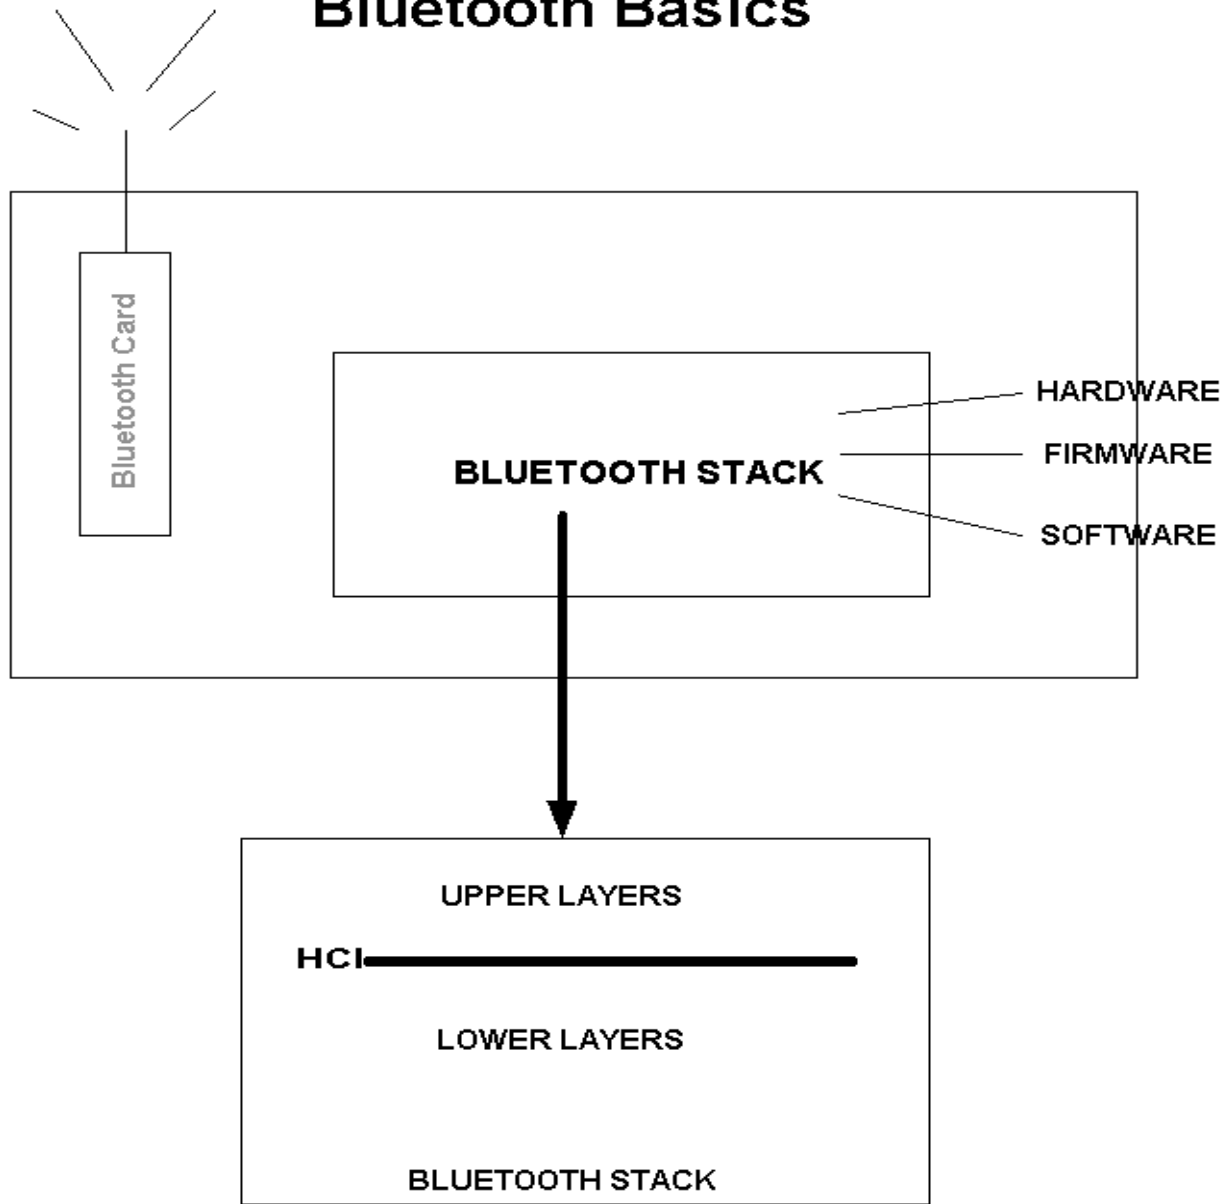 Bluetooth Basics
Bluetooth Card
HARDWARE
FIRMWARE
BLUETOOTH STACK
SOFTWARE
UPPER LAYERS
HCI
LOWER LAYERS
BLUETOOTH STACK